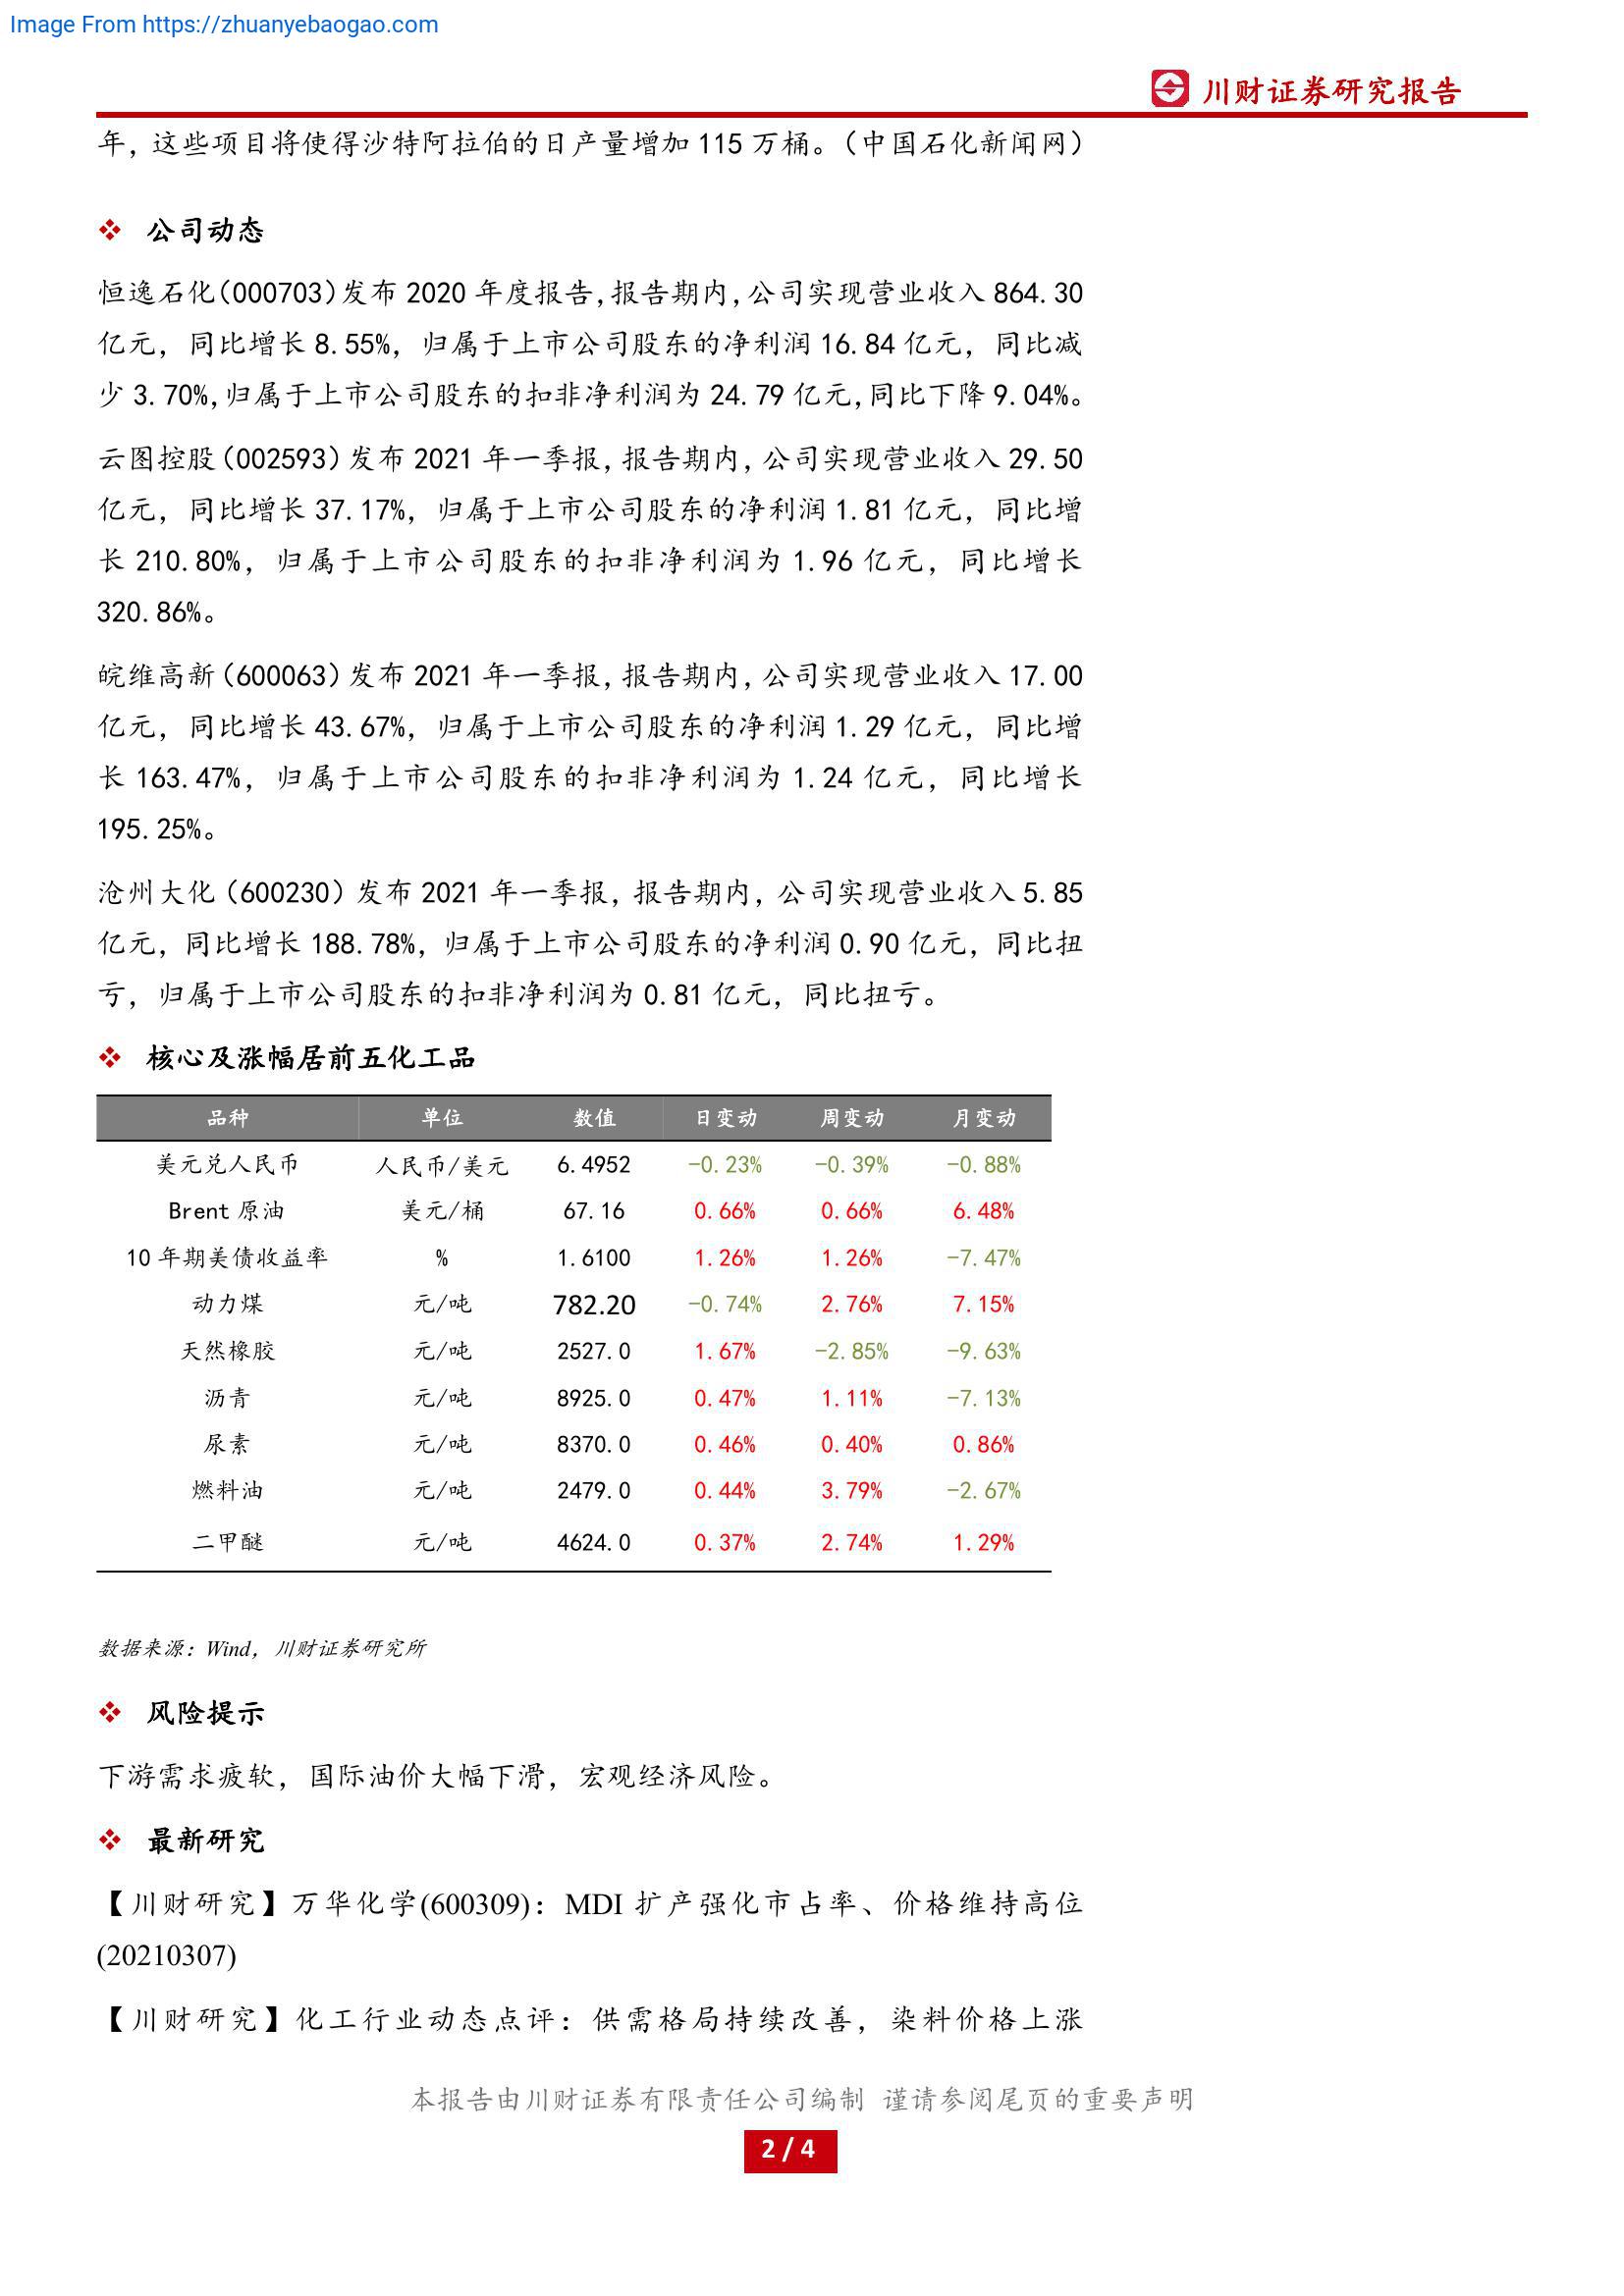 Image From https://zhuanyebaogao.com
川财证券研究报告
年，这些项目将使得沙特阿拉伯的日产量增加 115 万桶。（中国石化新闻网）
❖ 公司动态
恒逸石化（000703）发布 2020 年度报告，报告期内，公司实现营业收入 864.30
亿元，同比增长 8.55%，归属于上市公司股东的净利润 16.84 亿元，同比减
少 3.70%，归属于上市公司股东的扣非净利润为 24.79 亿元，同比下降 9.04%。
云图控股（002593）发布 2021 年一季报，报告期内，公司实现营业收入 29.50
亿元，同比增长 37.17%，归属于上市公司股东的净利润 1.81 亿元，同比增
长 210.80%，归属于上市公司股东的扣非净利润为 1.96 亿元，同比增长
320.86%。
皖维高新（600063）发布 2021 年一季报，报告期内，公司实现营业收入 17.00
亿元，同比增长 43.67%，归属于上市公司股东的净利润 1.29 亿元，同比增
长 163.47%，归属于上市公司股东的扣非净利润为 1.24 亿元，同比增长
195.25%。
沧州大化（600230）发布 2021 年一季报，报告期内，公司实现营业收入 5.85
亿元，同比增长 188.78%，归属于上市公司股东的净利润 0.90 亿元，同比扭
亏，归属于上市公司股东的扣非净利润为 0.81 亿元，同比扭亏。
❖ 核心及涨幅居前五化工品
品种 单位 数值 日变动 周变动 月变动
美元兑人民币 人民币/美元 6.4952 -0.23% -0.39% -0.88%
Brent 原油 美元/桶 67.16 0.66% 0.66% 6.48%
10 年期美债收益率 % 1.6100 1.26% 1.26% -7.47%
动力煤 元/吨 782.20 -0.74% 2.76% 7.15%
天然橡胶 元/吨 2527.0 1.67% -2.85% -9.63%
沥青 元/吨 8925.0 0.47% 1.11% -7.13%
尿素 元/吨 8370.0 0.46% 0.40% 0.86%
燃料油 元/吨 2479.0 0.44% 3.79% -2.67%
二甲醚 元/吨 4624.0 0.37% 2.74% 1.29%
数据来源：Wind，川财证券研究所
❖ 风险提示
下游需求疲软，国际油价大幅下滑，宏观经济风险。
❖ 最新研究
【川财研究】万华化学(600309)：MDI 扩产强化市占率、价格维持高位
(20210307)
【川财研究】化工行业动态点评：供需格局持续改善，染料价格上涨
本报告由川财证券有限责任公司编制 谨请参阅尾页的重要声明
2 / 4